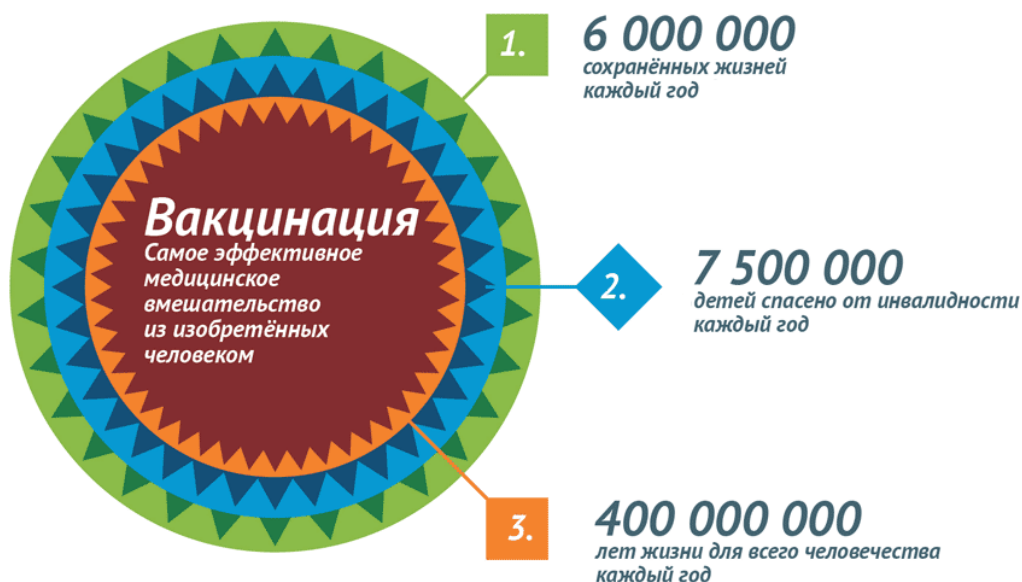 Вакцинация
Самое эффективное
медицинское
вмешательство
из изобретённых
человеком
1.
6 000 000
сохранённых жизней
каждый год
2.
7 500 000
детей спасено от инвалидности
каждый год
3.
400 000 000
лет жизни для всего человечества
каждый год